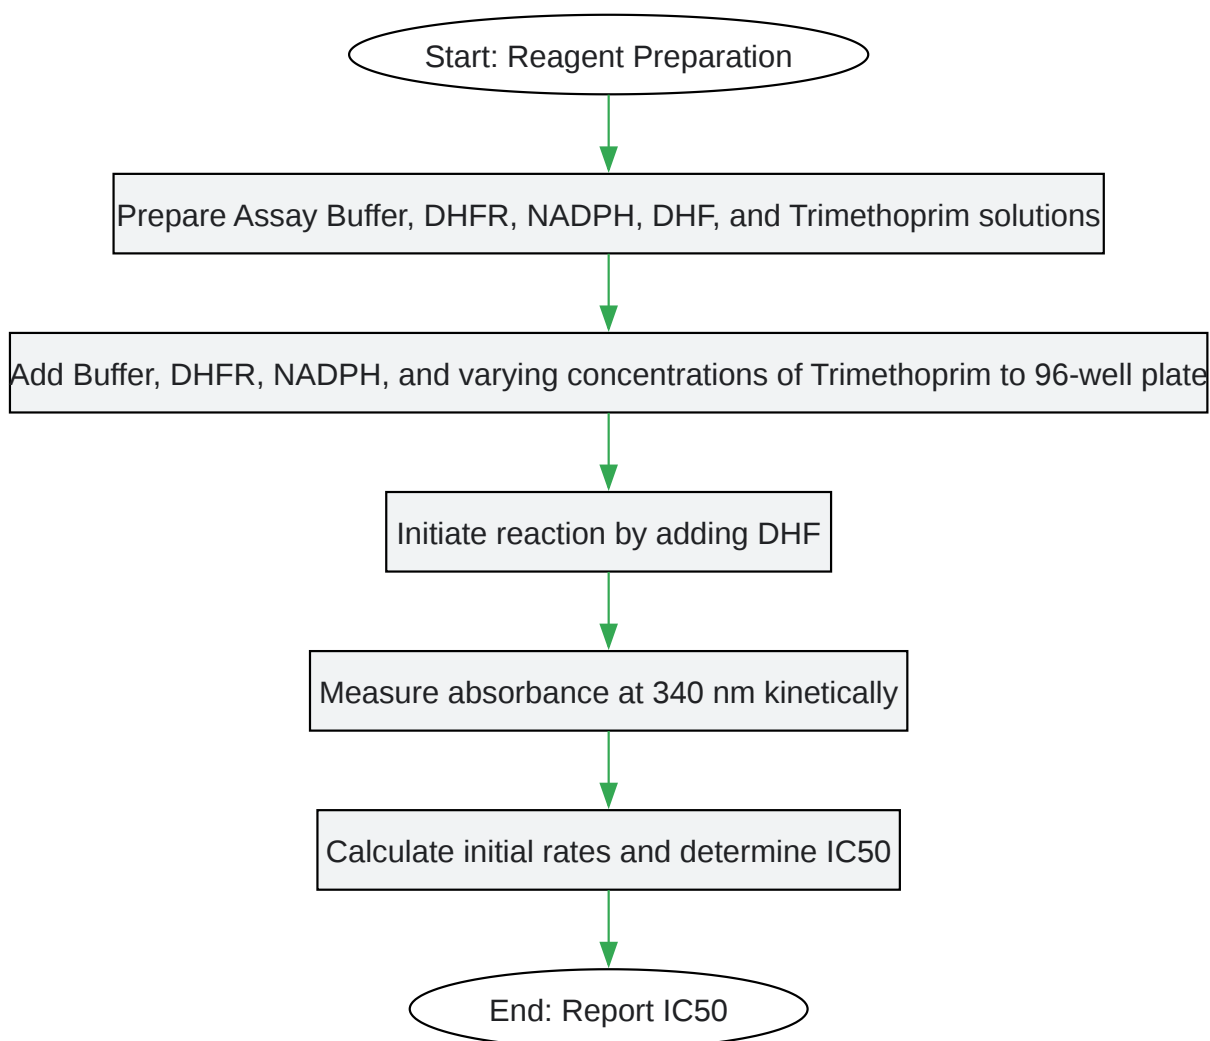 Start: Reagent Preparation
Prepare Assay Buffer, DHFR, NADPH, DHF, and Trimethoprim solutions
Add Buffer, DHFR, NADPH, and varying concentrations of Trimethoprim to 96-well plate
Initiate reaction by adding DHF
Measure absorbance at 340 nm kinetically
Calculate initial rates and determine IC50
End: Report IC50